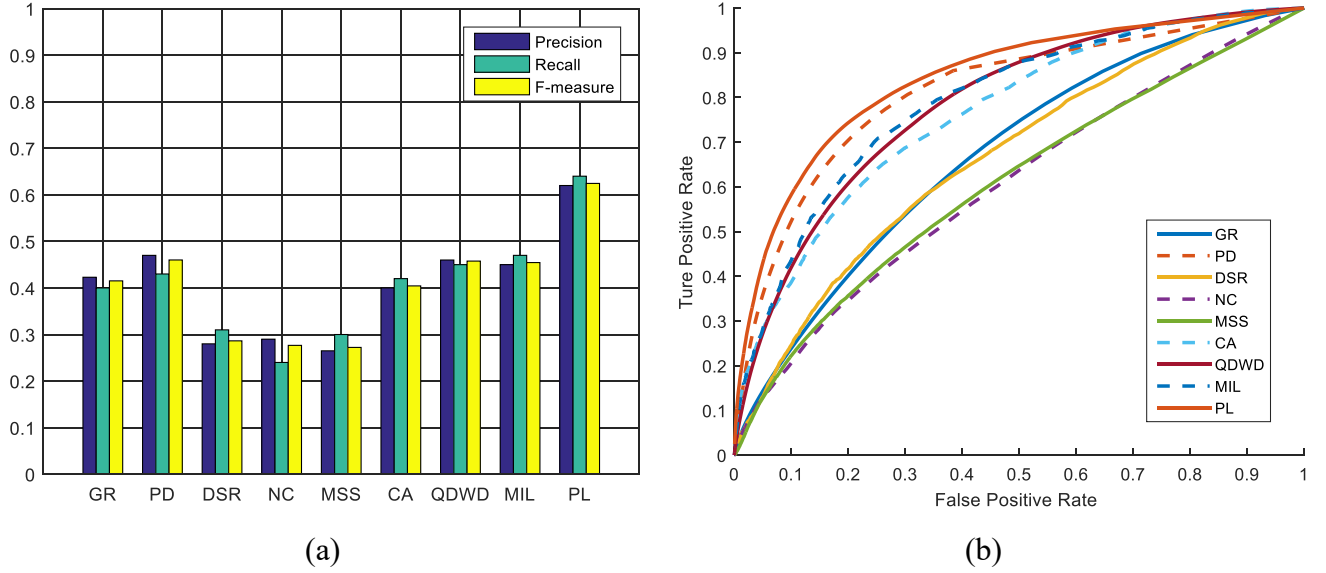 1
0.9
0.8
0.7
0.6
0.5
0.4
0.3
0.2
0.1
0
Precision
Recall
F-measure
GR PD DSR NC MSS CA QDWD MIL PL
(a)
1
0.9
0.8
0.7
0.6
0.5
0.4
0.3
0.2
0.1
0
Ture Positive Rate
GR
PD
DSR
NC
MSS
CA
QDWD
MIL
PL
0 0.1 0.2 0.3 0.4 0.5 0.6 0.7 0.8 0.9 1
False Positive Rate
(b)